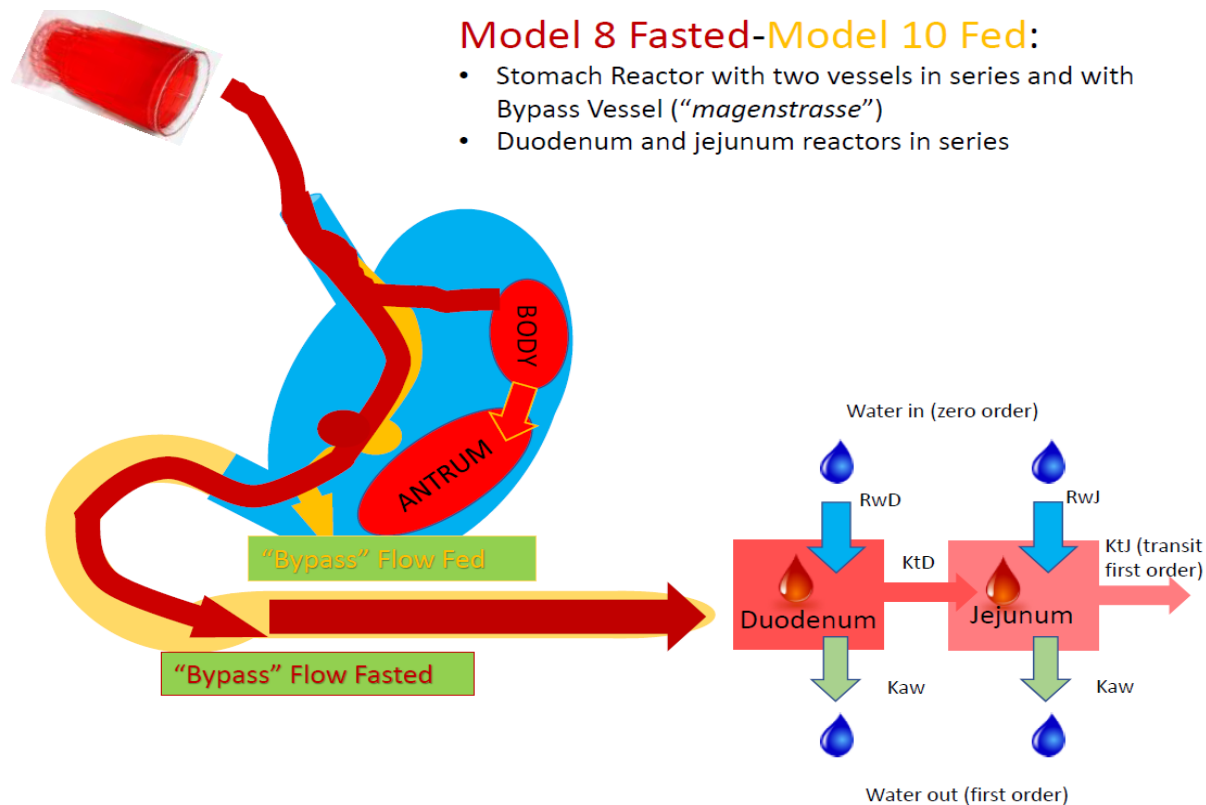 Model 8 Fasted-Model 10 Fed:
• Stomach Reactor with two vessels in series and with
Bypass Vessel (“magenstrasse”)
• Duodenum and jejunum reactors in series
BODY
ANTRUM
“Bypass” Flow Fed
“Bypass” Flow Fasted
Water in (zero order)
RwD
RwJ
KtD
KtJ (transit
first order)
Duodenum
Jejunum
Kaw
Kaw
Water out (first order)